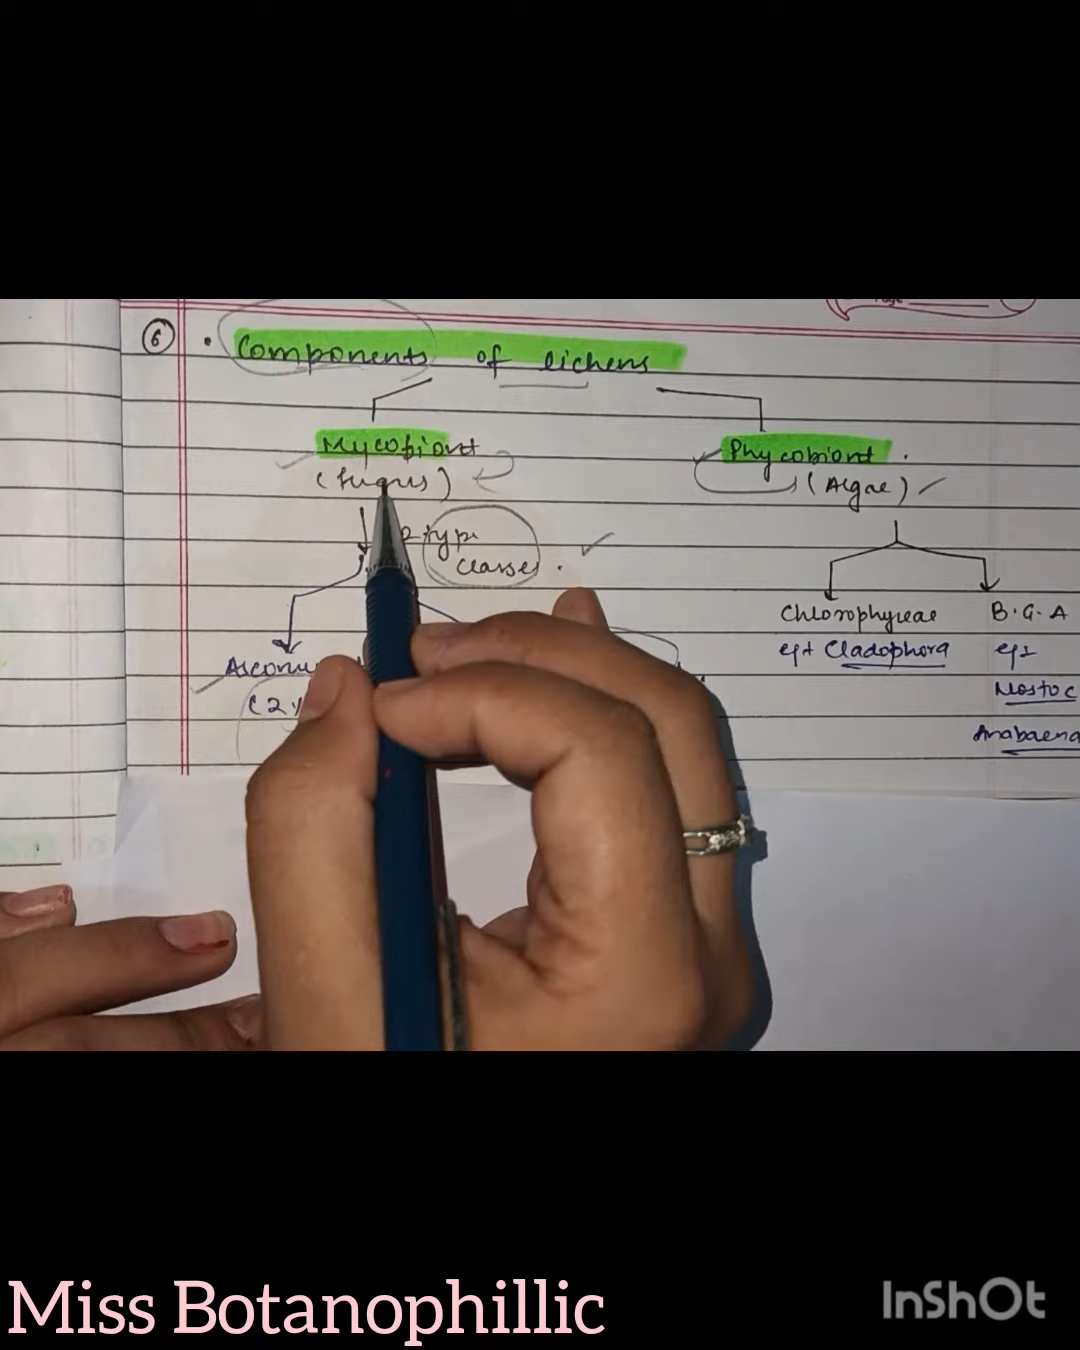 6 • Components of lichens
Mycobiont
(fungus)
Phycobiont.
(Algae)
2 type
classes.
Chlorophyceae
B.G.A
eg: Cladophora
eg:
Nostoc
Anabaena
Miss Botanophillic
InShOt